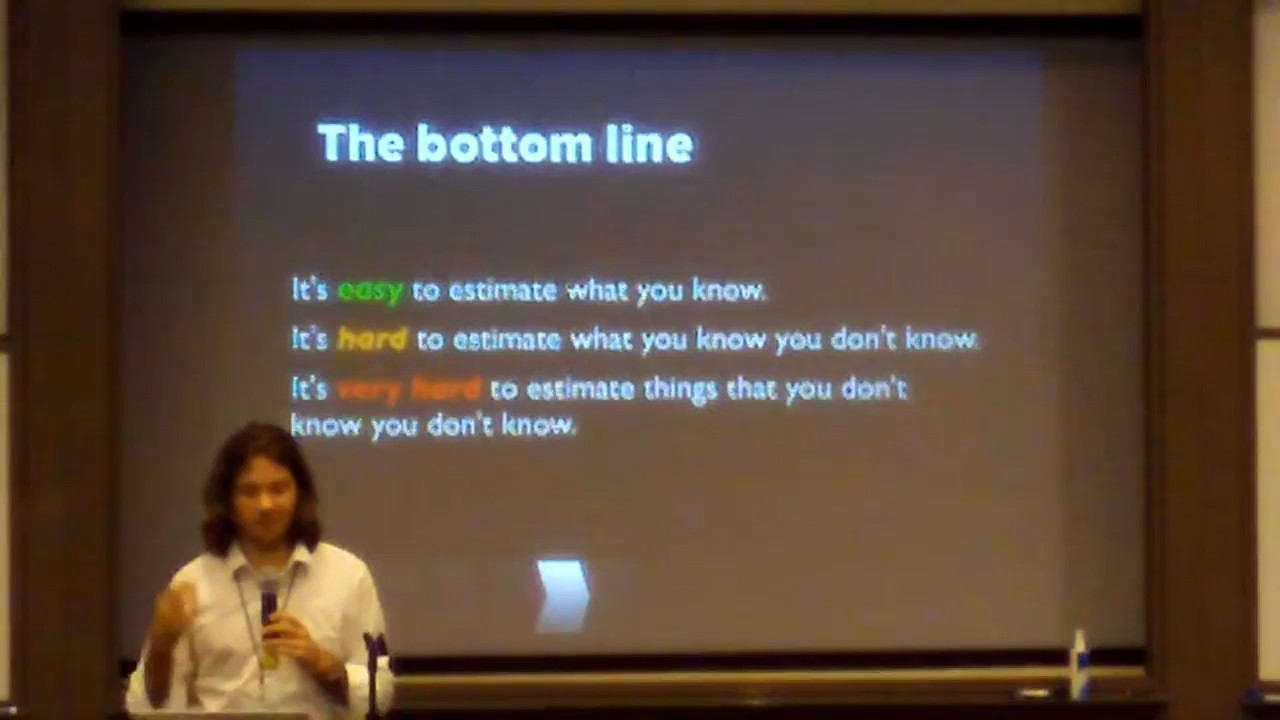 The bottom line
It's easy to estimate what you know.
It's hard to estimate what you know you don't know.
It's very hard to estimate things that you don't
know you don't know.